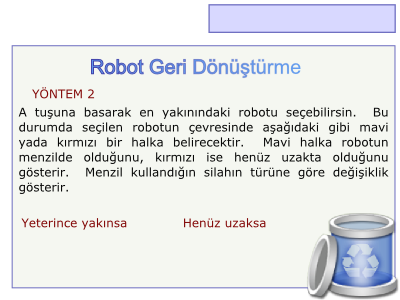 Robot Geri Dönüştürme
YÖNTEM 2
A tuşuna basarak en yakınındaki robotu seçebilirsin. Bu
durumda seçilen robotun çevresinde aşağıdaki gibi mavi
yada kırmızı bir halka belirecektir. Mavi halka robotun
menzilde olduğunu, kırmızı ise henüz uzakta olduğunu
gösterir. Menzil kullandığın silahın türüne göre değişiklik
gösterir.
Yeterince yakınsa Henüz uzaksa